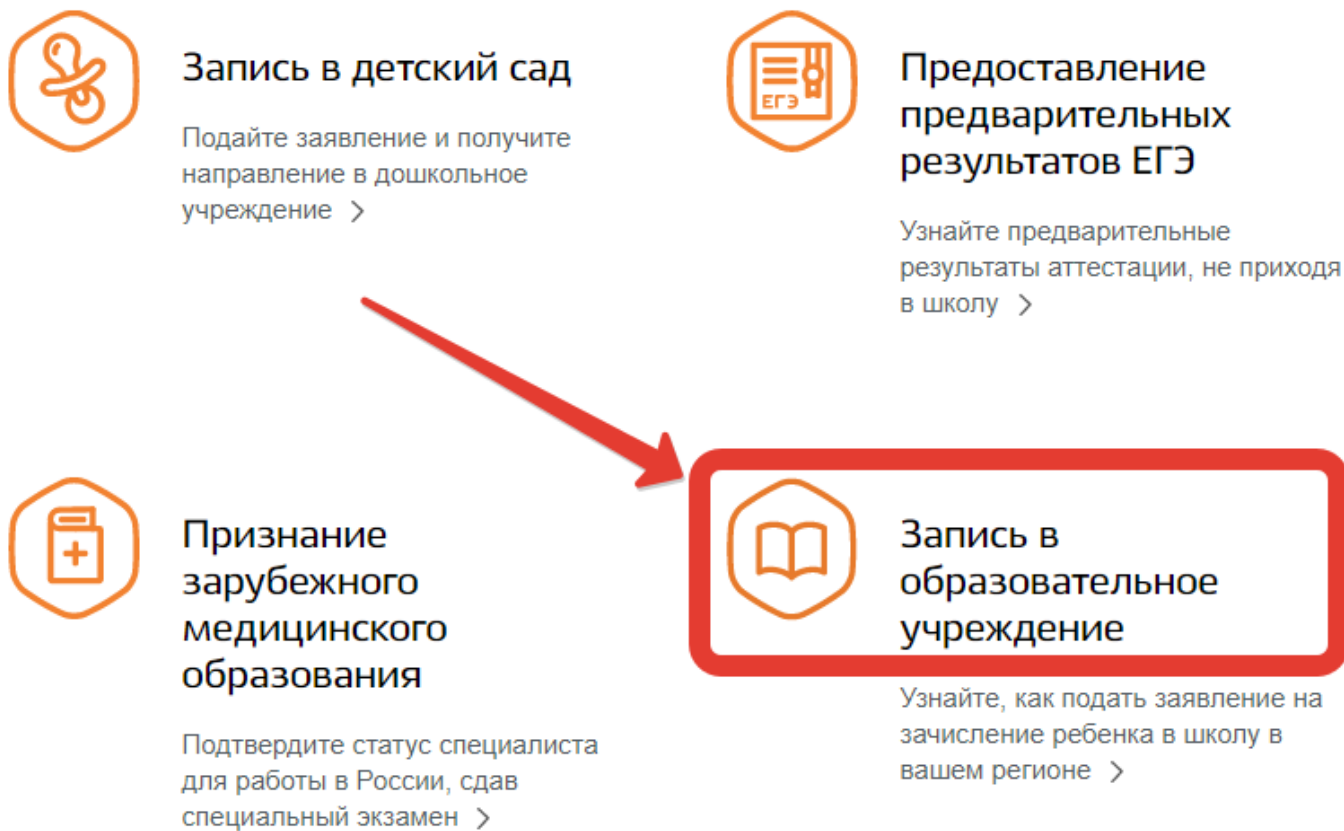 Запись в детский сад
Подайте заявление и получите
направление в дошкольное
учреждение
ЕГЭ
Предоставление
предварительных
результатов ЕГЭ
Узнайте предварительные
результаты аттестации, не приходя
в школу
Признание
зарубежного
медицинского
образования
Подтвердите статус специалиста
для работы в России, сдав
специальный экзамен
Запись в
образовательное
учреждение
Узнайте, как подать заявление на
зачисление ребенка в школу в
вашем регионе